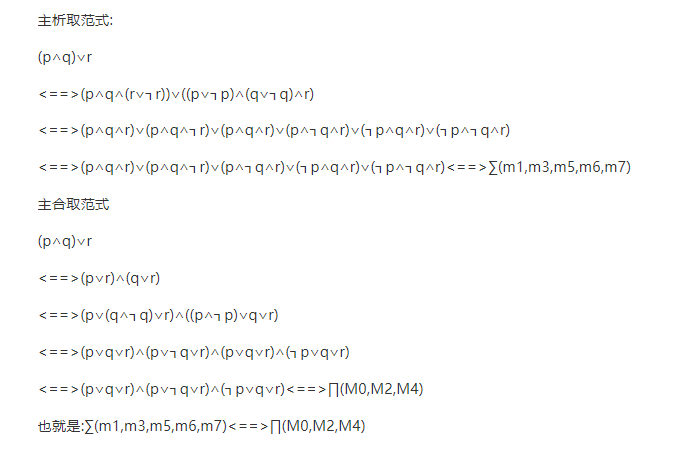 主析取范式:
(p∧q)∨r
<==>(p∧q∧(r∨┐r))∨((p∨┐p)∧(q∨┐q)∧r)
<==>(p∧q∧r)∨(p∧q∧┐r)∨(p∧q∧r)∨(p∧┐q∧r)∨(┐p∧q∧r)∨(┐p∧┐q∧r)
<==>(p∧q∧r)∨(p∧q∧┐r)∨(p∧┐q∧r)∨(┐p∧q∧r)∨(┐p∧┐q∧r)<==>∑(m1,m3,m5,m6,m7)
主合取范式
(p∧q)∨r
<==>(p∨r)∧(q∨r)
<==>(p∨(q∧┐q)∨r)∧((p∧┐p)∨q∨r)
<==>(p∨q∨r)∧(p∨┐q∨r)∧(p∨q∨r)∧(┐p∨q∨r)
<==>(p∨q∨r)∧(p∨┐q∨r)∧(┐p∨q∨r)<==>∏(M0,M2,M4)
也就是:∑(m1,m3,m5,m6,m7)<==>∏(M0,M2,M4)